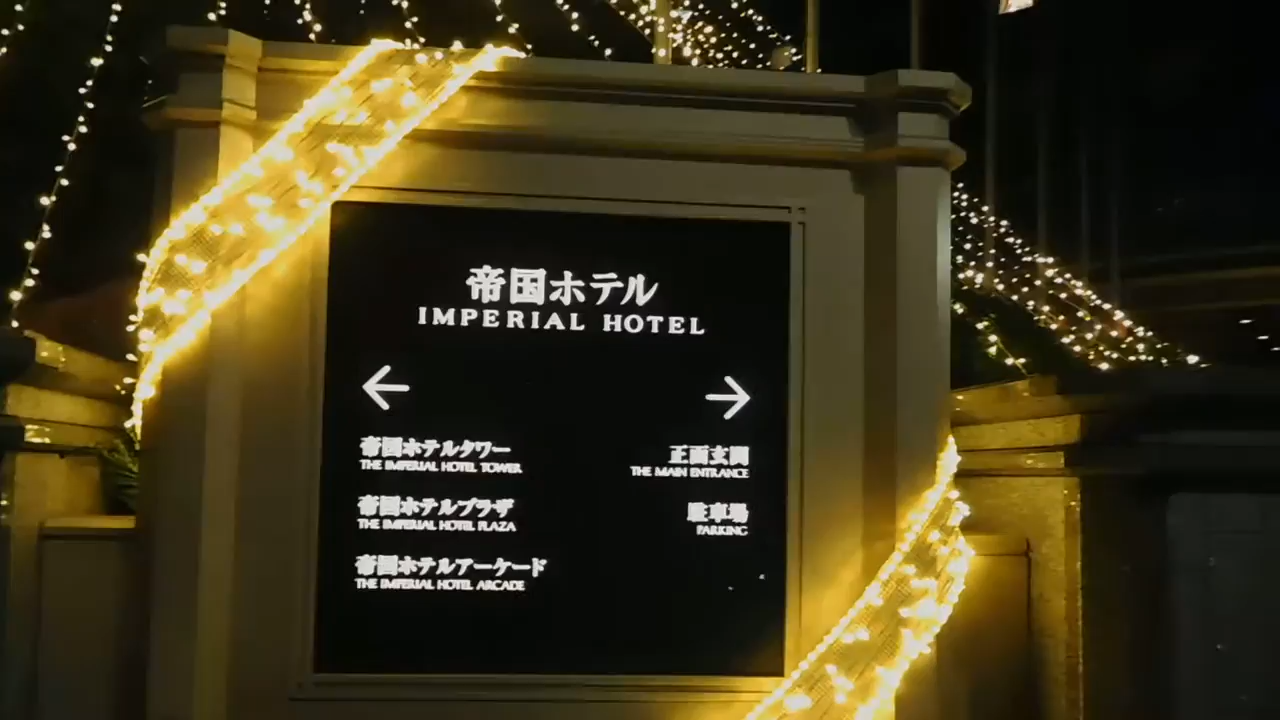 帝国ホテル
IMPERIAL HOTEL
←
→
帝国ホテルタワー
THE IMPERIAL HOTEL TOWER
帝国ホテルプラザ
THE IMPERIAL HOTEL PLAZA
帝国ホテルアーケード
THE IMPERIAL HOTEL ARCADE
正面玄関
THE MAIN ENTRANCE
駐車場
PARKING